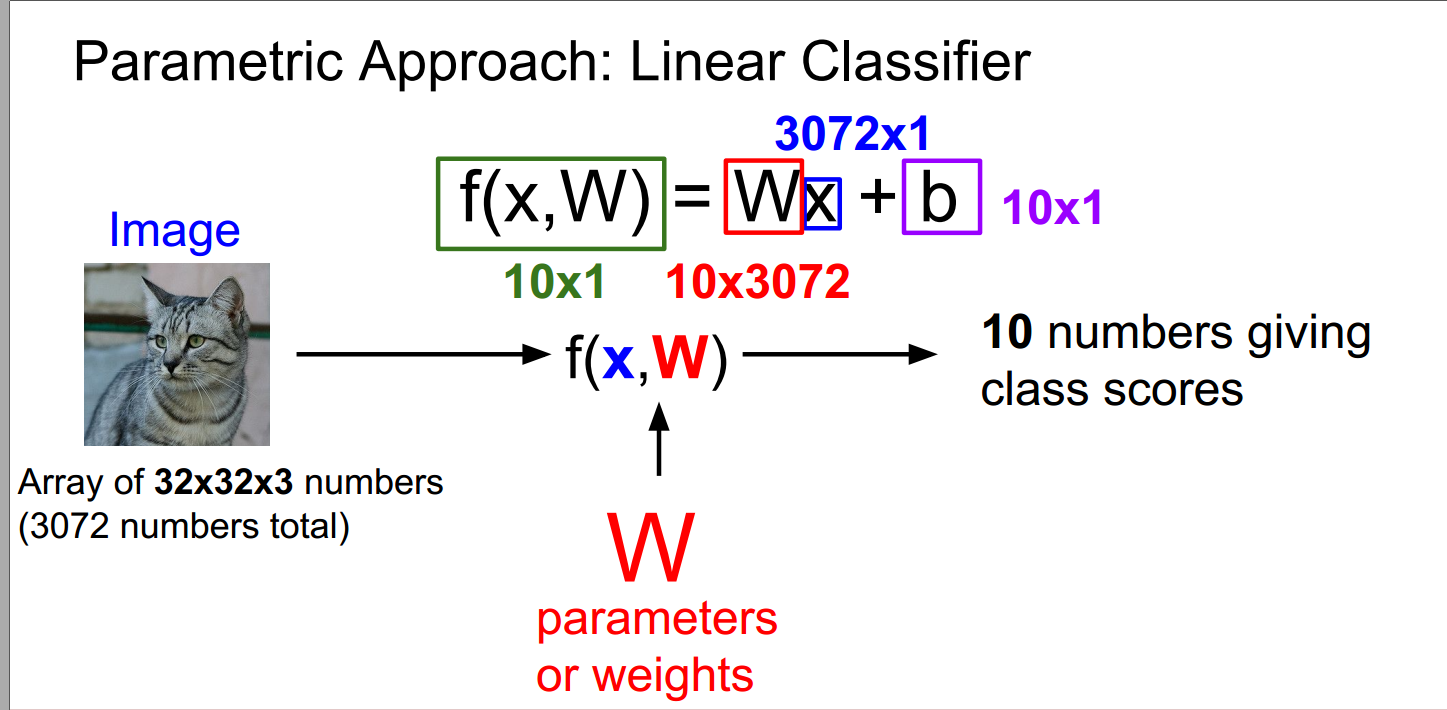 Parametric Approach: Linear Classifier
3072x1
f(x,W) = Wx + b 10x1
Image
10x1 10x3072
f(x,W)
10 numbers giving
class scores
Array of 32x32x3 numbers
(3072 numbers total)
W
parameters
or weights